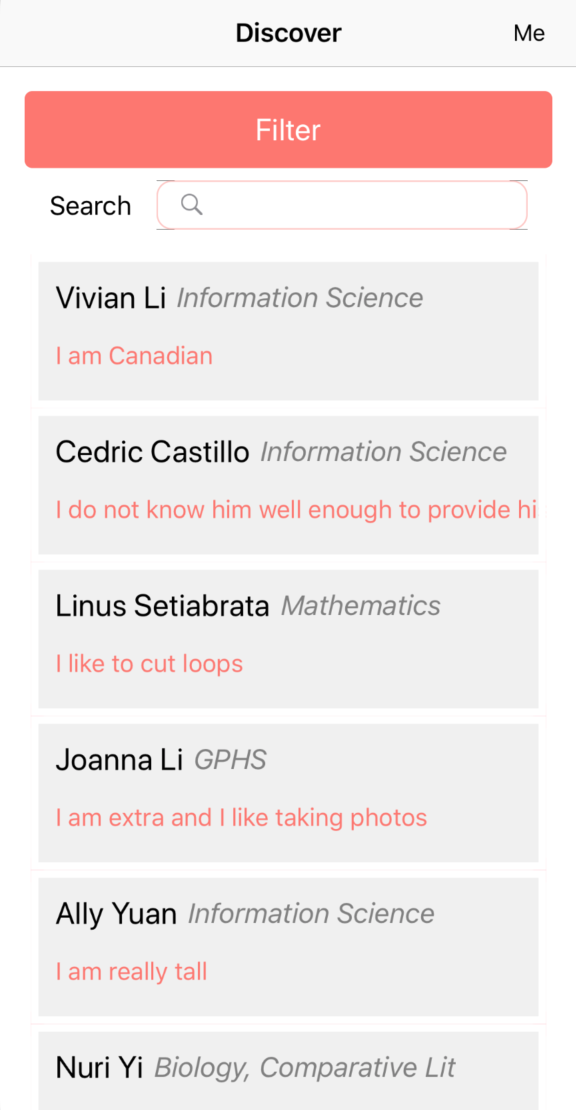 Discover Me
Filter
Search
Vivian Li Information Science
I am Canadian
Cedric Castillo Information Science
I do not know him well enough to provide hi
Linus Setiabrata Mathematics
I like to cut loops
Joanna Li GPHS
I am extra and I like taking photos
Ally Yuan Information Science
I am really tall
Nuri Yi Biology, Comparative Lit